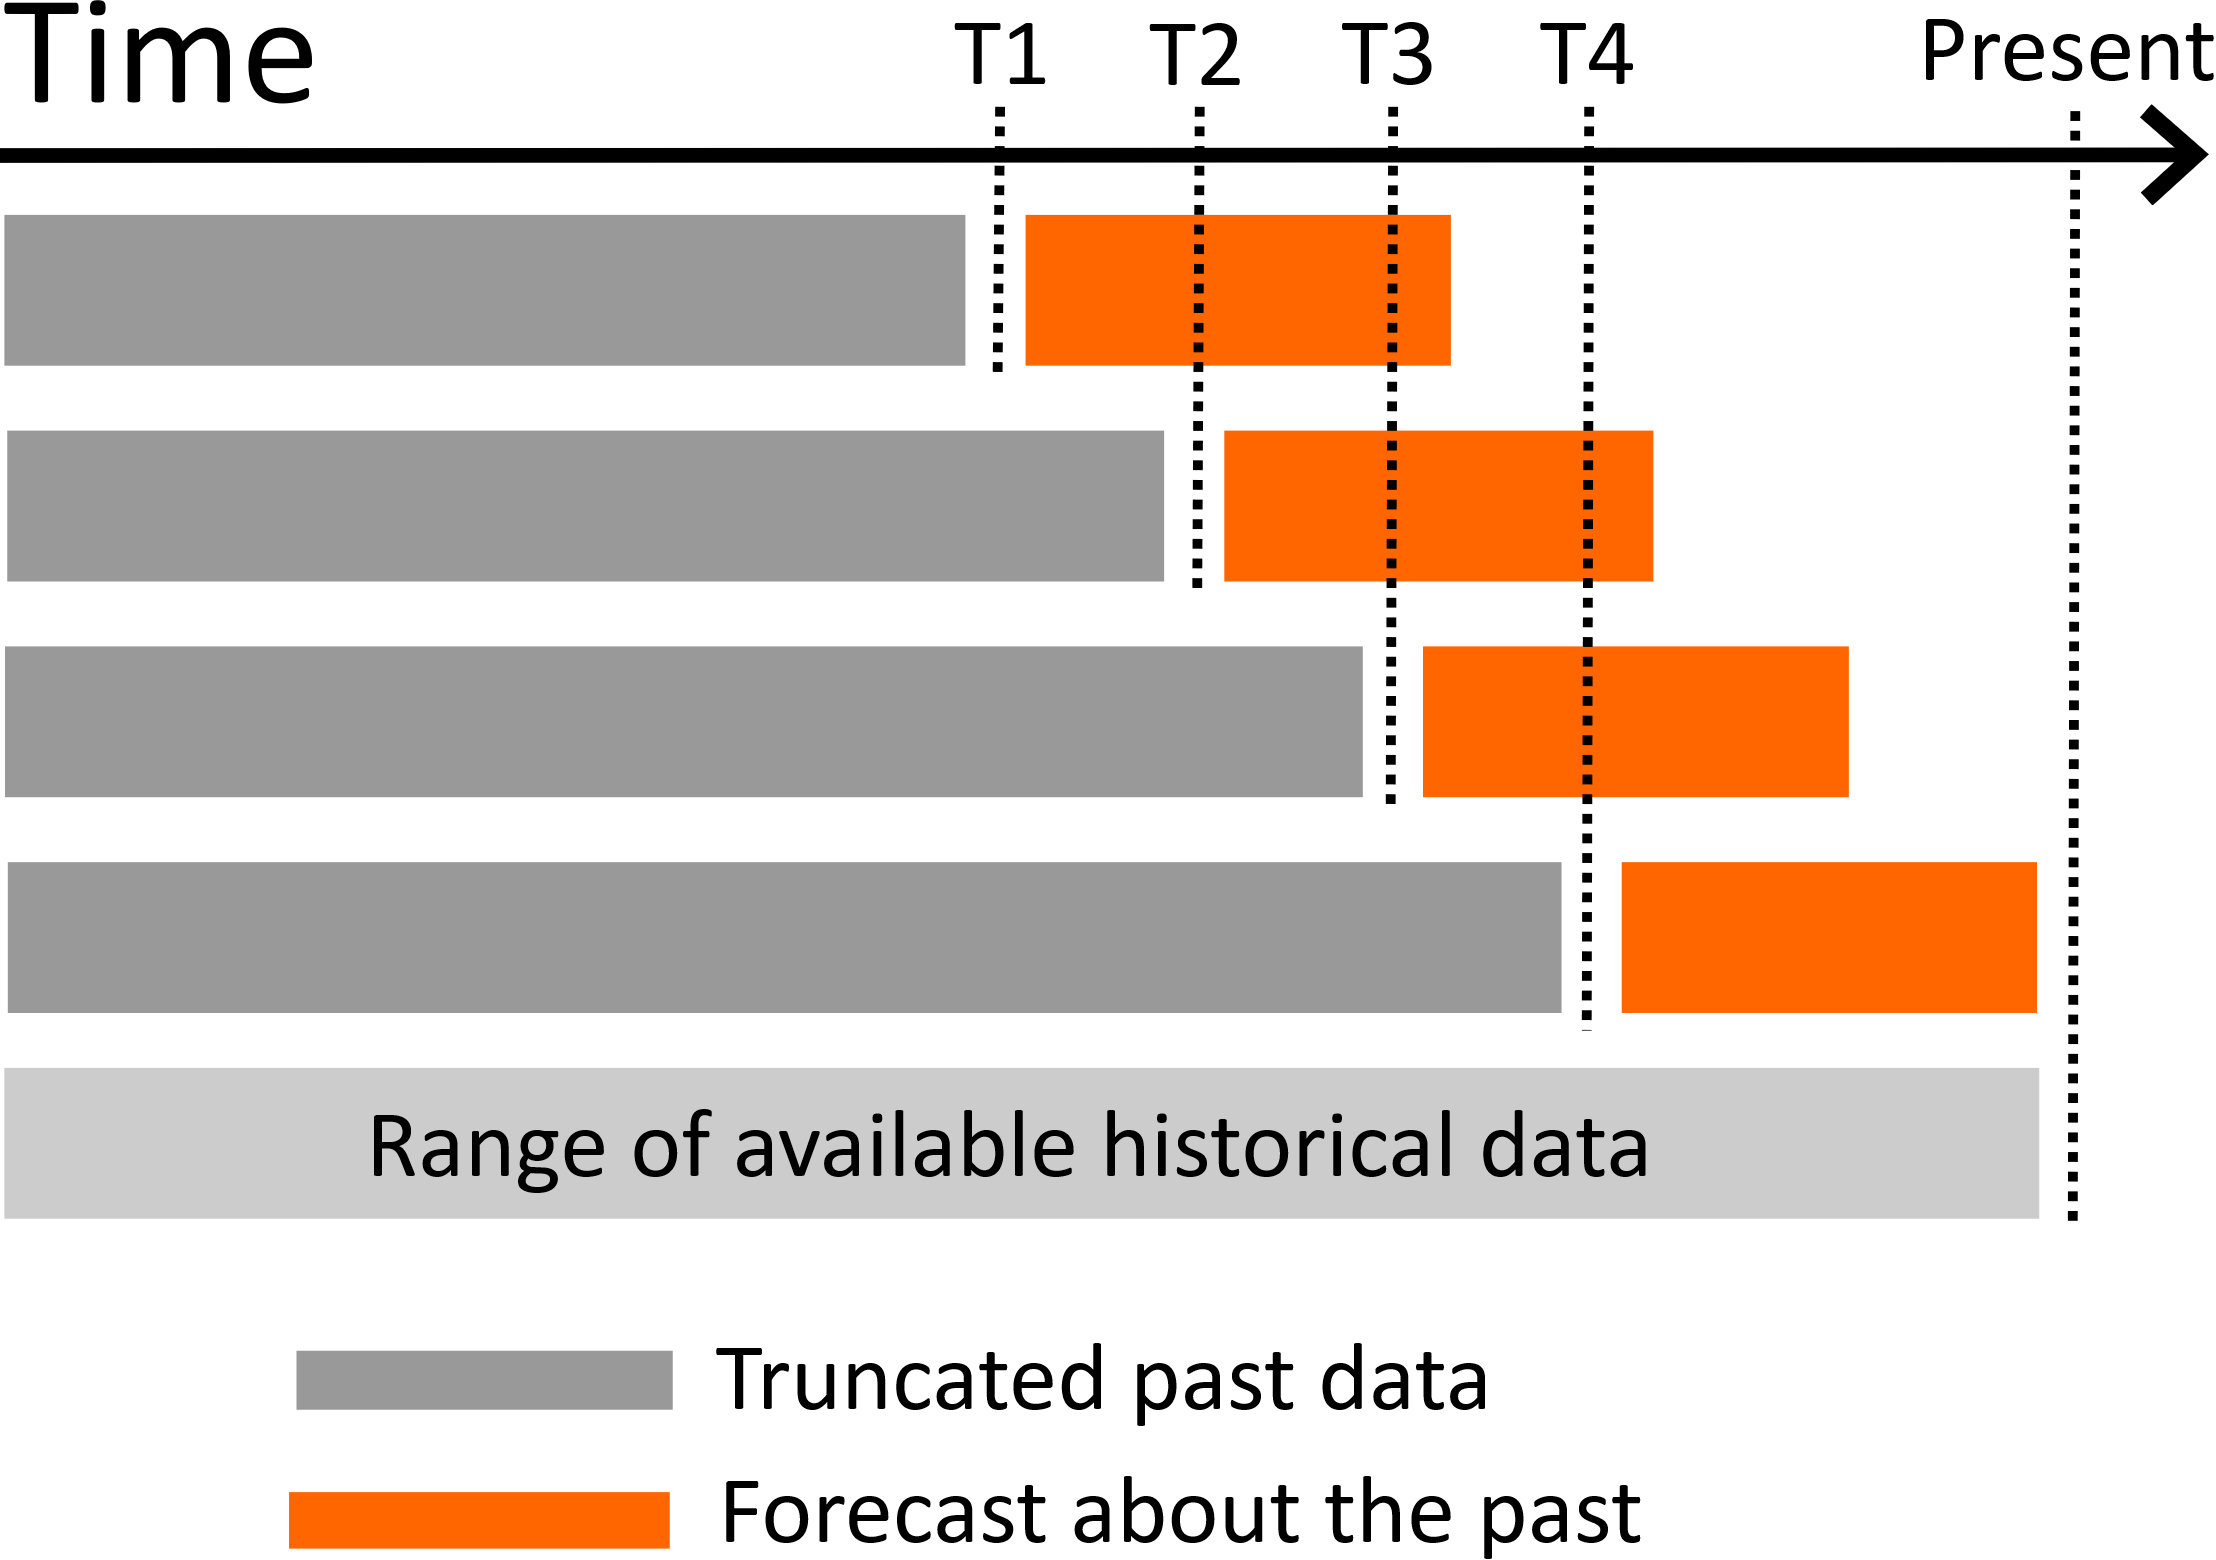 Time
T1 T2 T3 T4 Present
Range of available historical data
Truncated past data
Forecast about the past